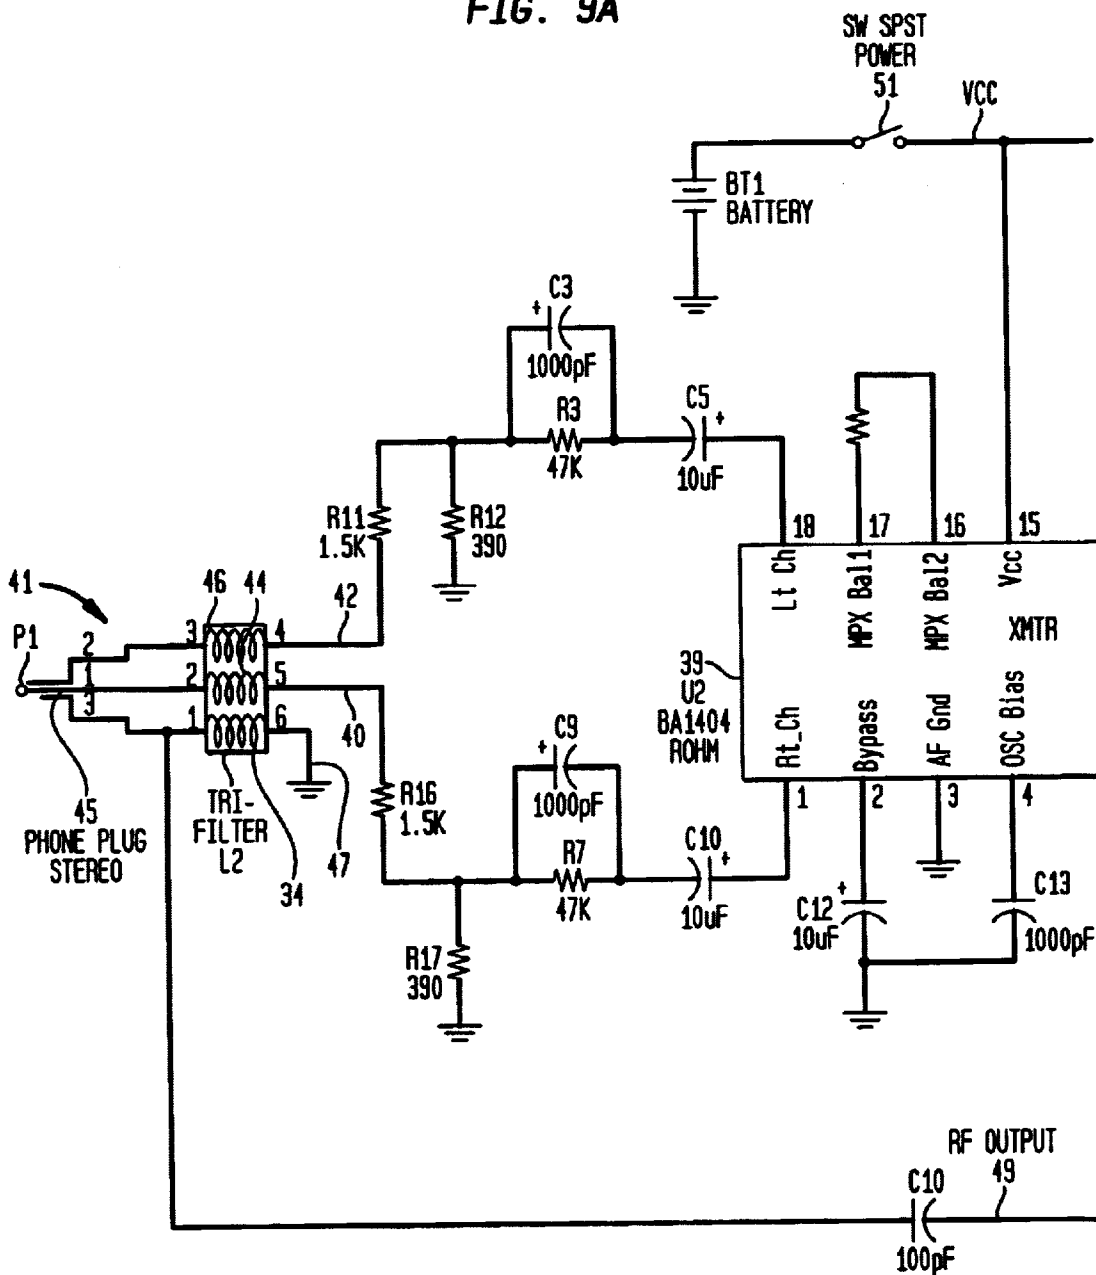 FIG. 9A
SW SPST
POWER
51
VCC
BT1
BATTERY
C3
+
1000pF
R3
47K
C5
+
10uF
R11
1.5K
R12
390
18
17
16
15
Lt Ch
MPX Bal1
MPX Bal2
Vcc
XMTR
41
P1
2
1
3
46
44
3
4
2
5
1
6
42
40
45
PHONE PLUG
STEREO
TRI-
FILTER
L2
34
47
39
U2
BA1404
ROHM
Rt_Ch
Bypass
AF Gnd
OSC Bias
1
2
3
4
R16
1.5K
C9
+
1000pF
R7
47K
C10
+
10uF
R17
390
C12
+
10uF
C13
1000pF
RF OUTPUT
49
C10
100pF